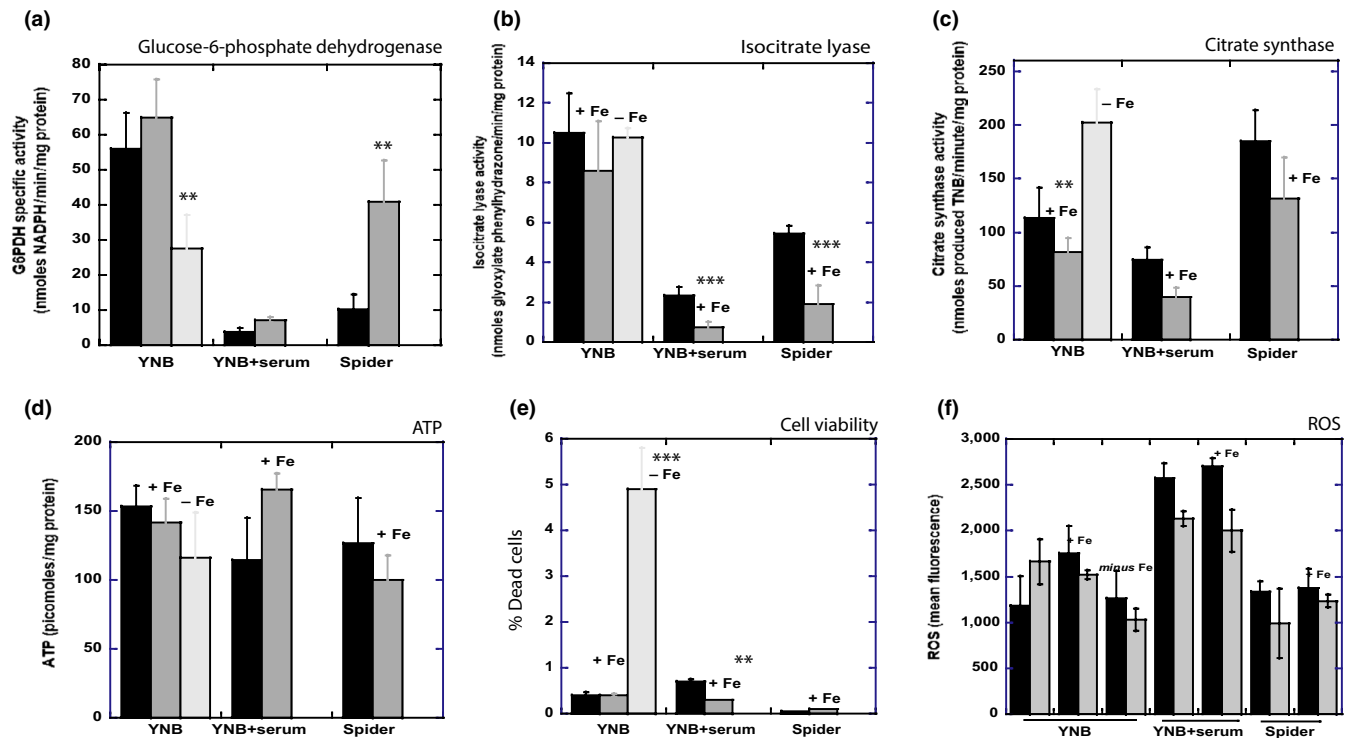 (a)
Glucose-6-phosphate dehydrogenase
G6PDH specific activity
(nmoles NADPH/min/mg protein)
80
70
60
50
40
30
20
10
0
**
**
YNB
YNB+serum
Spider
(b)
Isocitrate lyase
Isocitrate lyase activity
(nmoles glyoxylate phenylhydrazone/min/mg protein)
14
12
10
8
6
4
2
0
+ Fe
– Fe
***
+ Fe
***
+ Fe
YNB
YNB+serum
Spider
(c)
Citrate synthase
Citrate synthase activity
(nmoles produced TNB/minute/mg protein)
250
200
150
100
50
0
– Fe
**
+ Fe
+ Fe
+ Fe
YNB
YNB+serum
Spider
(d)
ATP
ATP (picomoles/mg protein)
200
150
100
50
0
+ Fe
– Fe
+ Fe
+ Fe
YNB
YNB+serum
Spider
(e)
Cell viability
% Dead cells
6
5
4
3
2
1
0
***
– Fe
+ Fe
**
+ Fe
+ Fe
YNB
YNB+serum
Spider
(f)
ROS
ROS (mean fluorescence)
3,000
2,500
2,000
1,500
1,000
500
0
+ Fe
minus Fe
+ Fe
+ Fe
YNB
YNB+serum
Spider